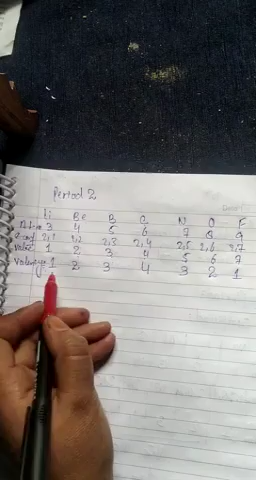 Period 2
Li Be B C N O F
3 4 5 6 7 8 9
2,1 2,2 2,3 2,4 2,5 2,6 2,7
1 2 3 4 5 6 7
Valency 1 2 3 4 3 2 1